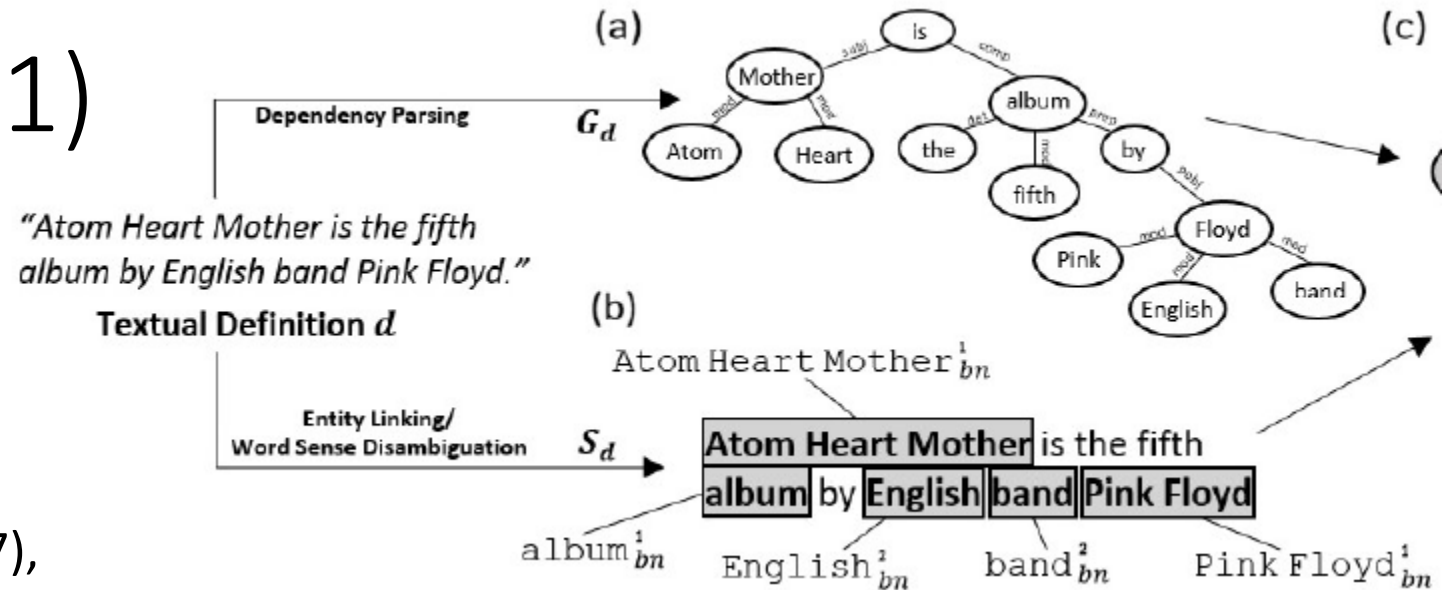 1)
(a)
(c)
is
subj
comp
Mother
album
mod
mod
det
prep
Dependency Parsing
G_d
Atom
Heart
the
mod
by
fifth
pobj
"Atom Heart Mother is the fifth
album by English band Pink Floyd."
Textual Definition d
Floyd
mod
mod
mod
Pink
English
band
(b)
Atom Heart Mother¹bn
Entity Linking/
Word Sense Disambiguation
S_d
Atom Heart Mother is the fifth
album by English band Pink Floyd
7),
album¹bn
English bn
band²bn
Pink Floyd¹bn